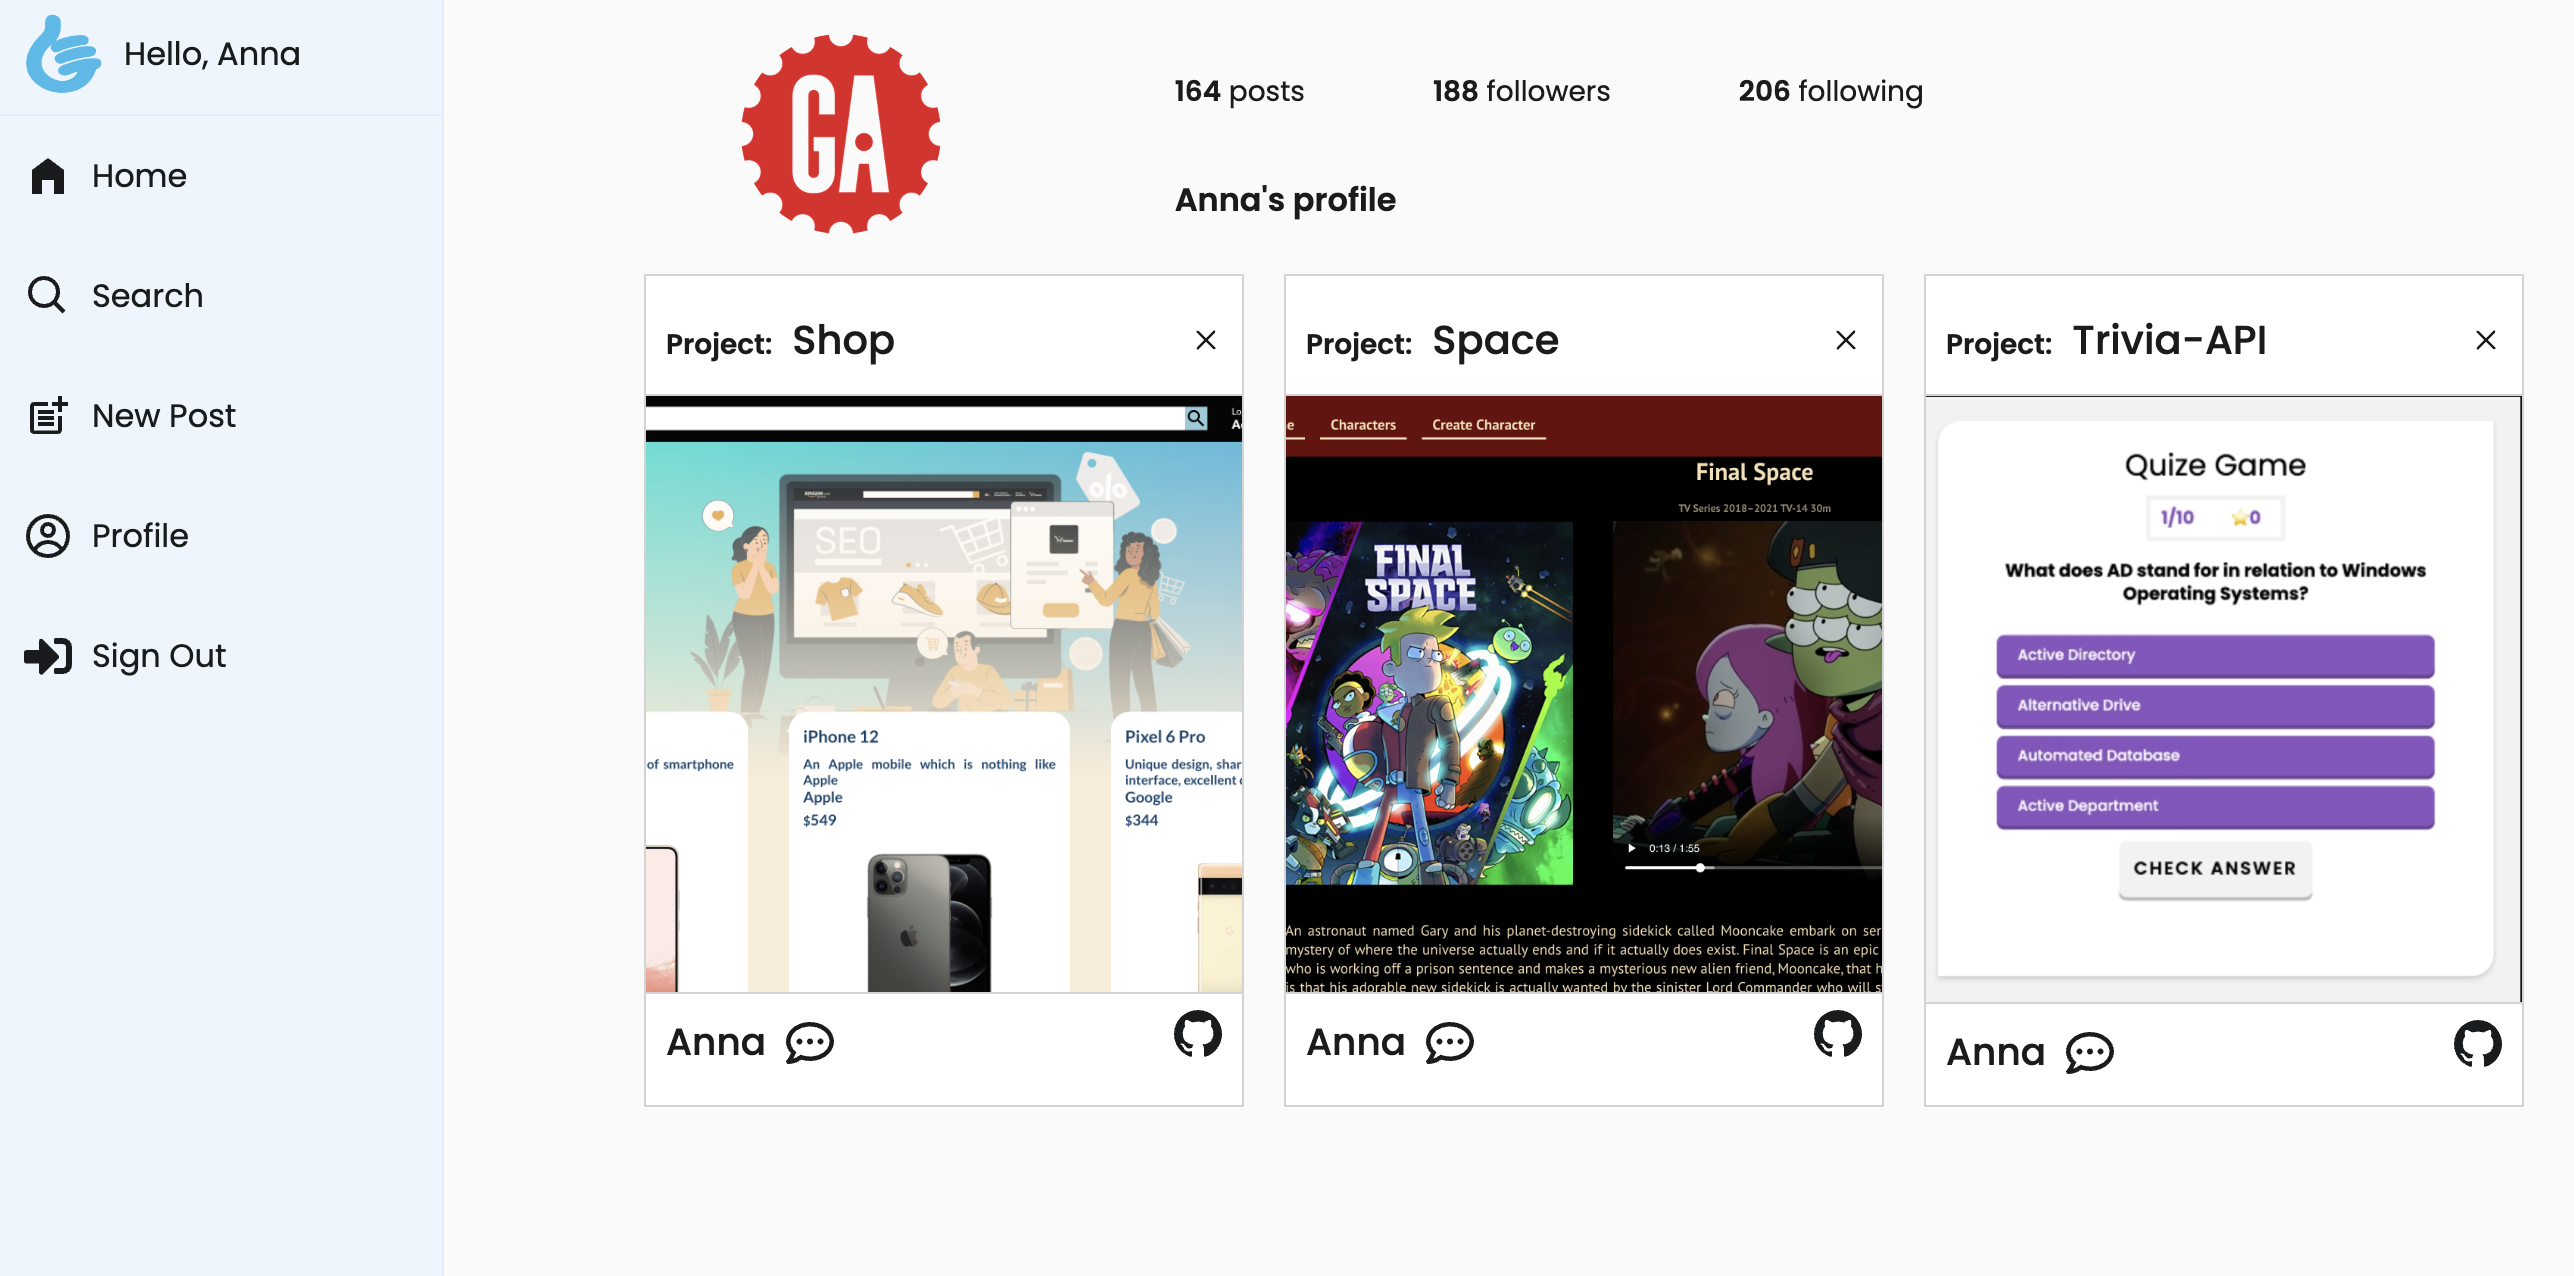 Hello, Anna
Home
Search
New Post
Profile
Sign Out
GA
164 posts 188 followers 206 following
Anna's profile
Project: Shop
Lo
SEO
%
iPhone 12
An Apple mobile which is nothing like
Apple
Apple
$549
of smartphone
Pixel 6 Pro
Unique design, shar
interface, excellent
Google
$344
Anna
Project: Space
e Characters Create Character
Final Space
TV Series 2018–2021 TV-14 30m
FINAL
SPACE
0:13 / 1:55
An astronaut named Gary and his planet-destroying sidekick called Mooncake embark on ser
mystery of where the universe actually ends and if it actually does exist. Final Space is an epic
who is working off a prison sentence and makes a mysterious new alien friend, Mooncake, that h
is that his adorable new sidekick is actually wanted by the sinister Lord Commander who will s
Anna
Project: Trivia-API
Quize Game
1/10 0
What does AD stand for in relation to Windows
Operating Systems?
Active Directory
Alternative Drive
Automated Database
Active Department
CHECK ANSWER
Anna